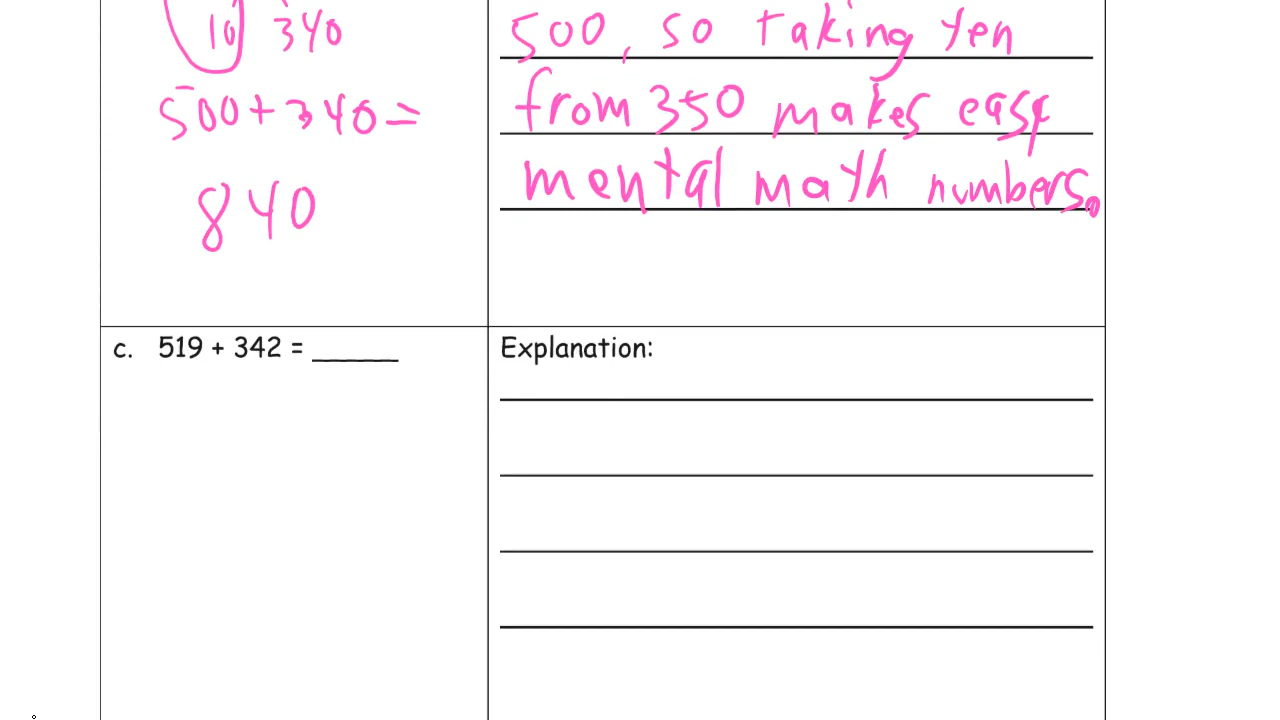 10 340
500 + 340 =
840
500, so taking ten
from 350 makes easy
mental math numbers.
c. 519 + 342 = ______
Explanation: